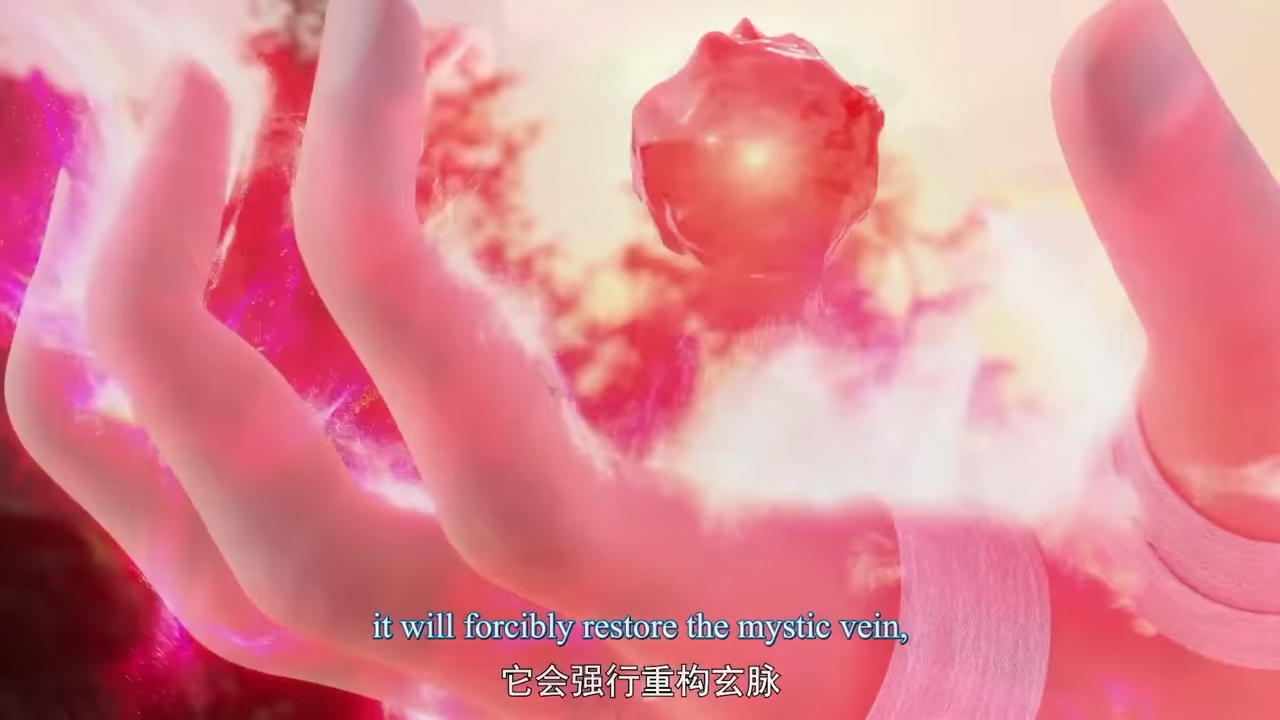 it will forcibly restore the mystic vein,
它会强行重构玄脉